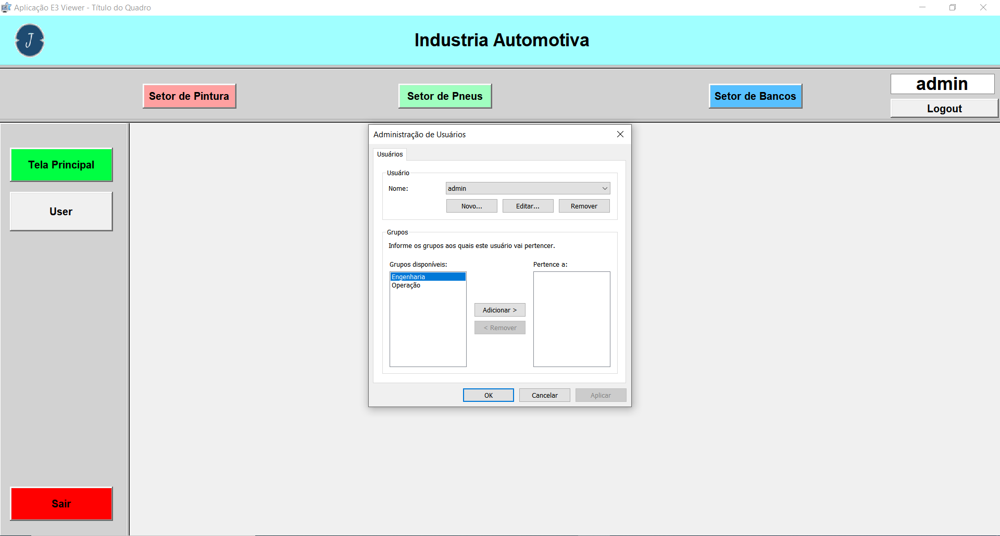 Aplicação E3 Viewer - Título do Quadro
J
Industria Automotiva
Setor de Pintura
Setor de Pneus
Setor de Bancos
admin
Logout
Tela Principal
User
Sair
Administração de Usuários
Usuários
Usuário
Nome:
admin
Novo...
Editar...
Remover
Grupos
Informe os grupos aos quais este usuário vai pertencer.
Grupos disponíveis:
Pertence a:
Engenharia
Operação
Adicionar >
< Remover
OK
Cancelar
Aplicar